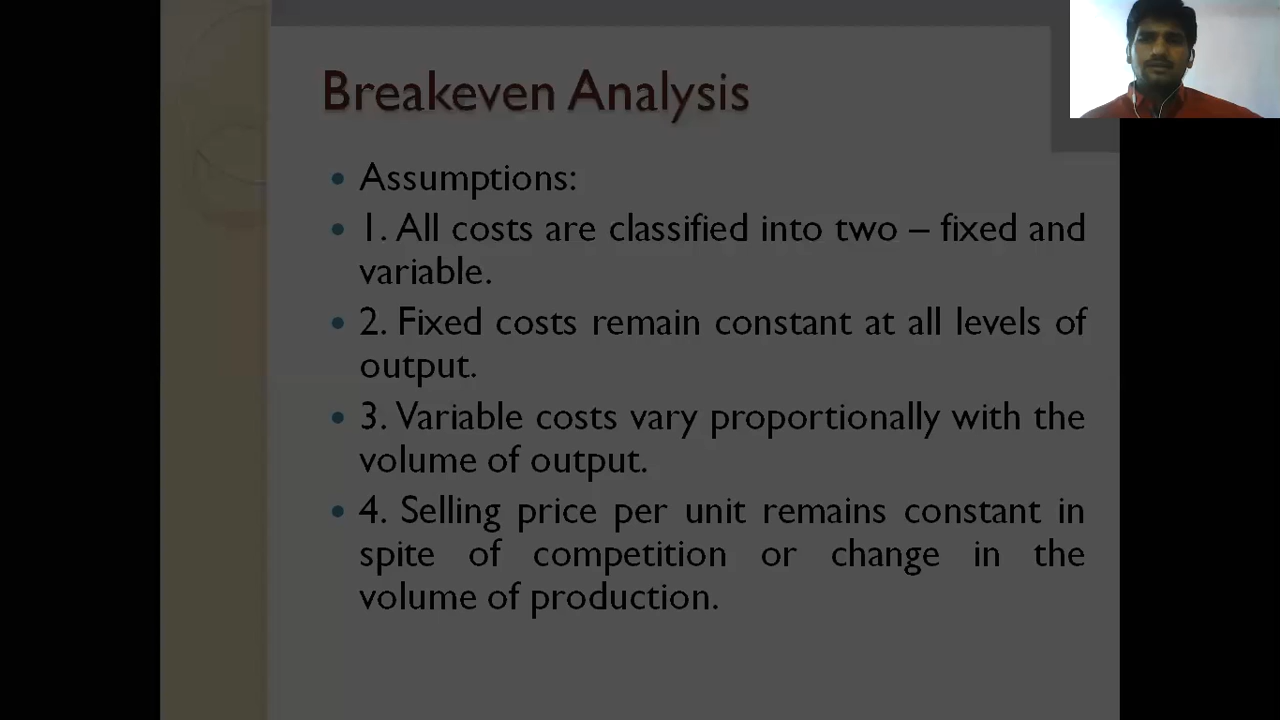 Breakeven Analysis
• Assumptions:
• 1. All costs are classified into two – fixed and
variable.
• 2. Fixed costs remain constant at all levels of
output.
• 3. Variable costs vary proportionally with the
volume of output.
• 4. Selling price per unit remains constant in
spite of competition or change in the
volume of production.